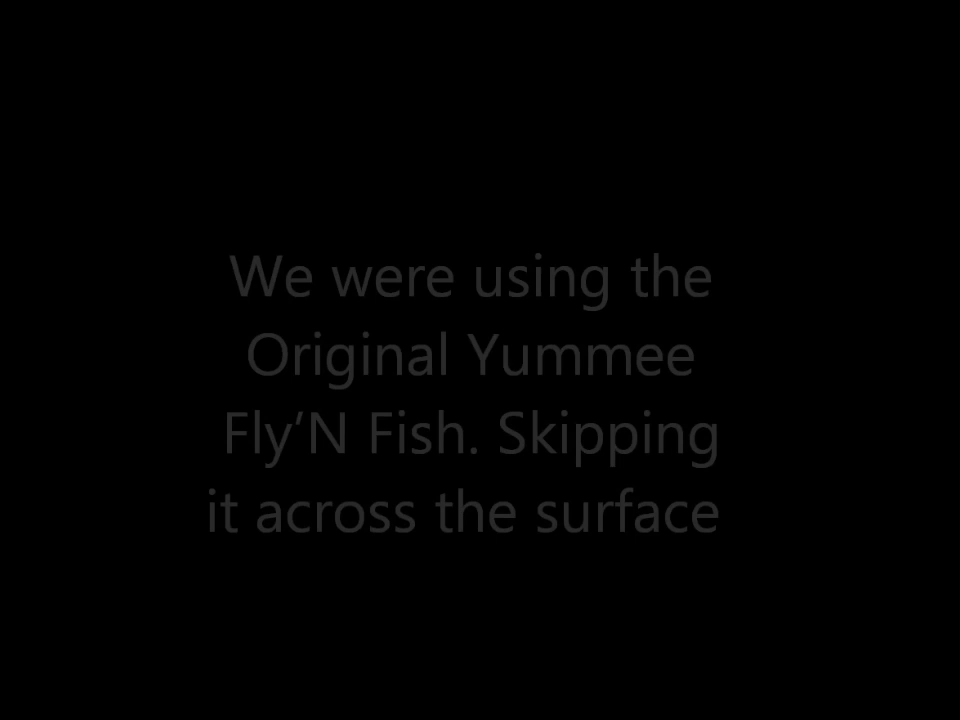 We were using the
Original Yummee
Fly’N Fish. Skipping
it across the surface